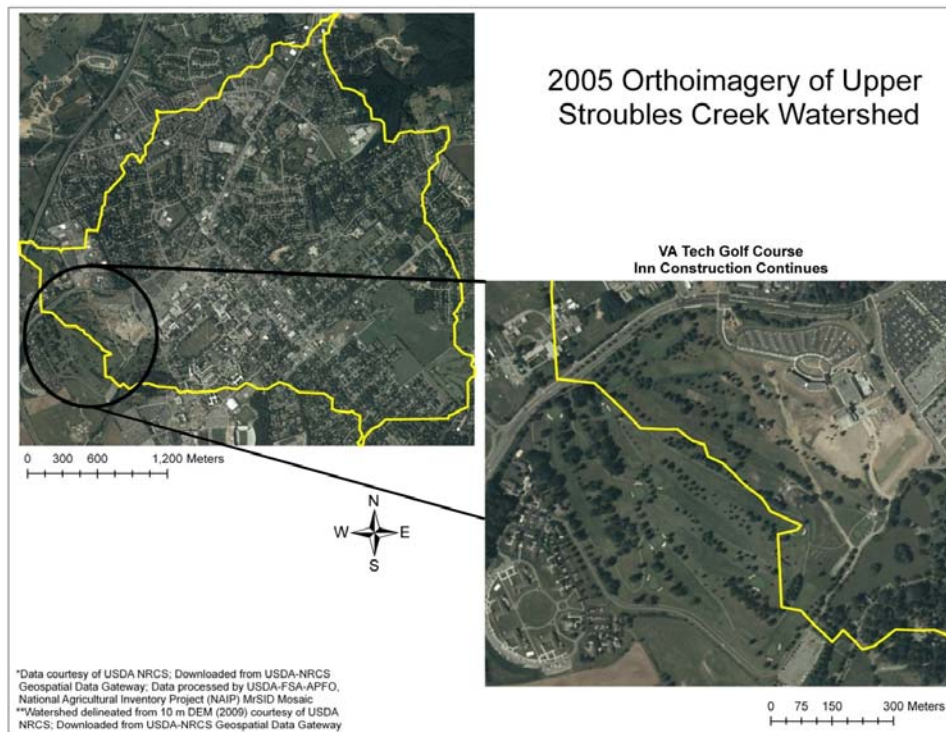 2005 Orthoimagery of Upper
Stroubles Creek Watershed
VA Tech Golf Course
Inn Construction Continues
0 300 600 1,200 Meters
N
W E
S
*Data courtesy of USDA NRCS; Downloaded from USDA-NRCS
Geospatial Data Gateway; Data processed by USDA-FSA-APFO,
National Agricultural Inventory Project (NAIP) MrSID Mosaic
**Watershed delineated from 10 m DEM (2009) courtesy of USDA
NRCS; Downloaded from USDA-NRCS Geospatial Data Gateway
0 75 150 300 Meters